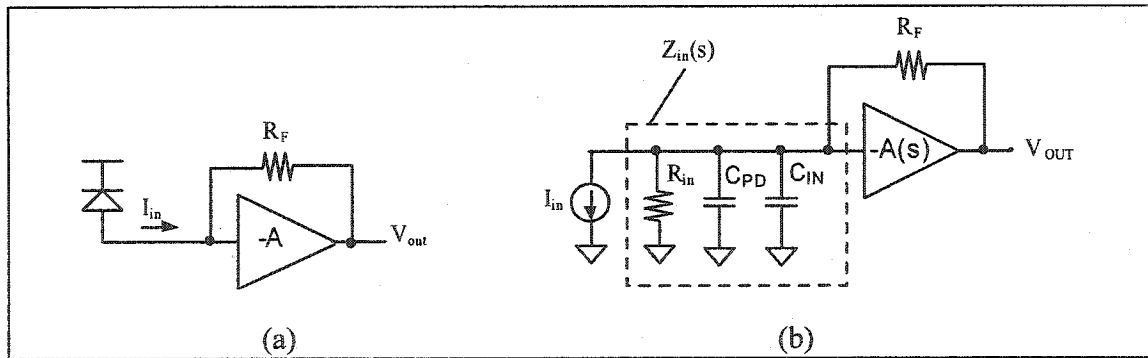 R_F
I_in
-A
V_out
(a)
Z_in(s)
R_F
I_in
R_in
C_PD
C_IN
-A(s)
V_OUT
(b)